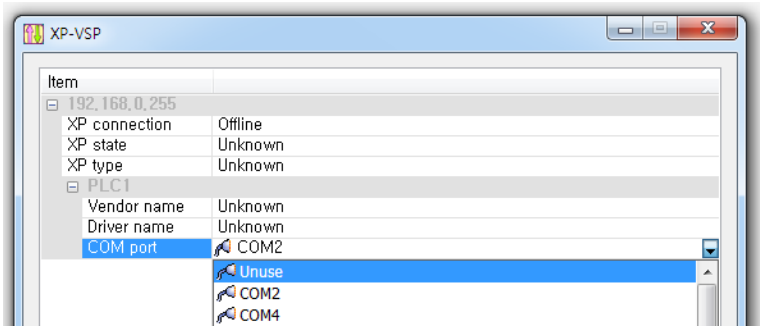 XP-VSP
Item
192,168,0,255
XP connection Offline
XP state Unknown
XP type Unknown
PLC1
Vendor name Unknown
Driver name Unknown
COM port COM2
Unuse
COM2
COM4